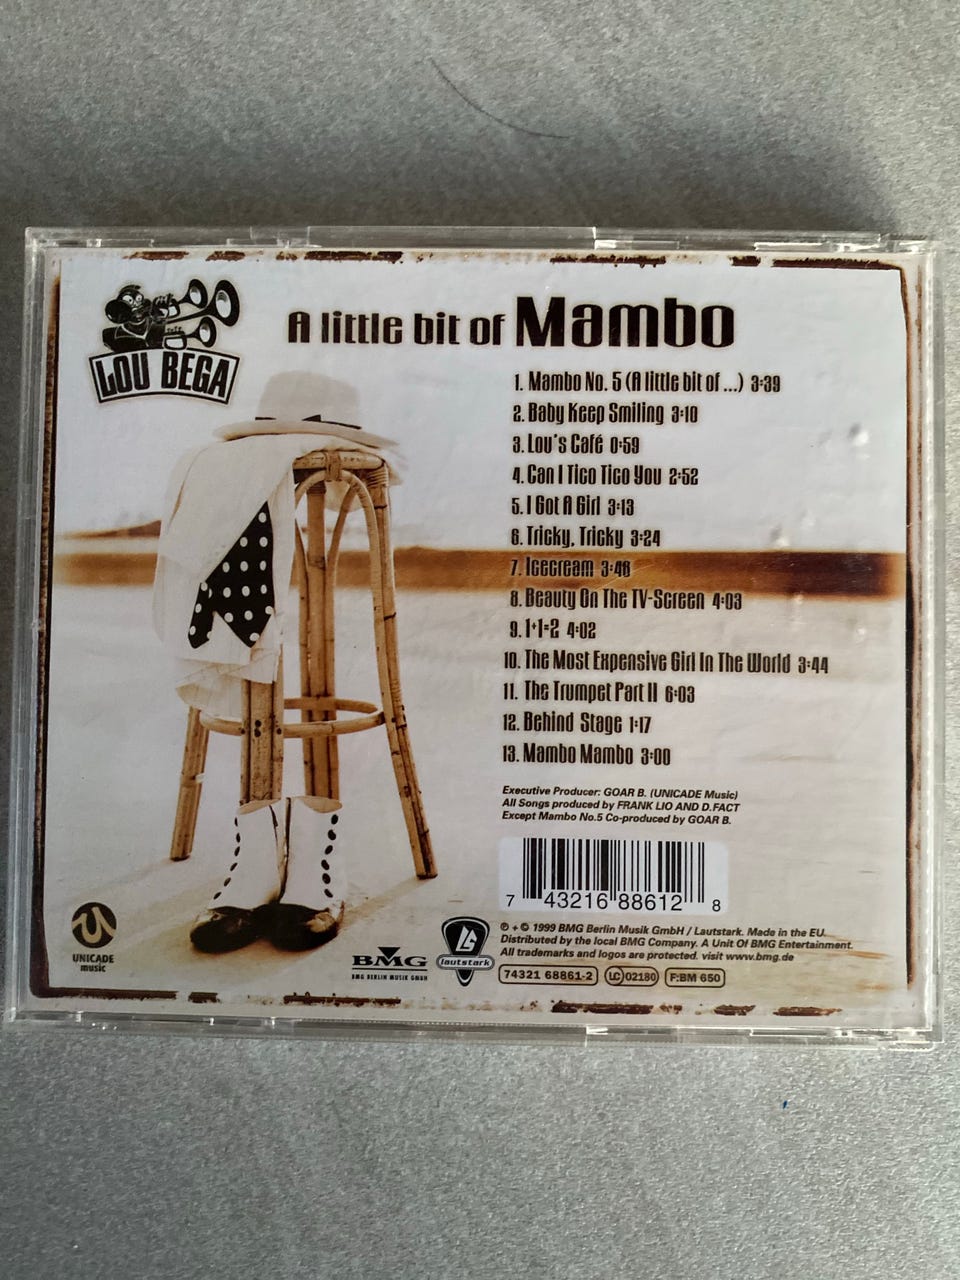 LOU BEGA
A little bit of Mambo
1. Mambo No. 5 (A little bit of ...) 3:39
2. Baby Keep Smiling 3:10
3. Lou's Café 0:59
4. Can I Tico Tico You 2:52
5. I Got A Girl 3:13
6. Tricky, Tricky 3:24
7. Icecream 3:46
8. Beauty On The TV-Screen 4:03
9. 1+1=2 4:02
10. The Most Expensive Girl In The World 3:44
11. The Trumpet Part II 6:03
12. Behind Stage 1:17
13. Mambo Mambo 3:00
Executive Producer: GOAR B. (UNICADE Music)
All Songs produced by FRANK LIO AND D.FACT
Except Mambo No.5 Co-produced by GOAR B.
7 43216 88612 8
UNICADE
music
BMG
BMG BERLIN MUSIK GMBH
LS
lautstark
℗ + © 1999 BMG Berlin Musik GmbH / Lautstark. Made in the EU.
Distributed by the local BMG Company. A Unit Of BMG Entertainment.
All trademarks and logos are protected. visit www.bmg.de
74321 68861-2 LC 02180 F:BM 650